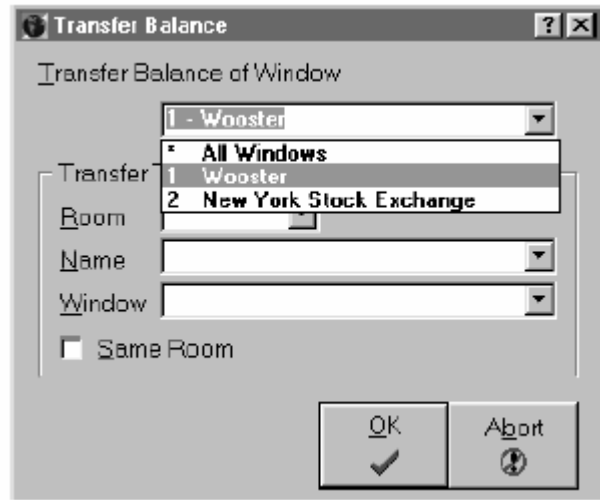 Transfer Balance
Transfer Balance of Window
1 - Wooster
* All Windows
1 Wooster
2 New York Stock Exchange
Transfer
Room
Name
Window
Same Room
OK
Abort